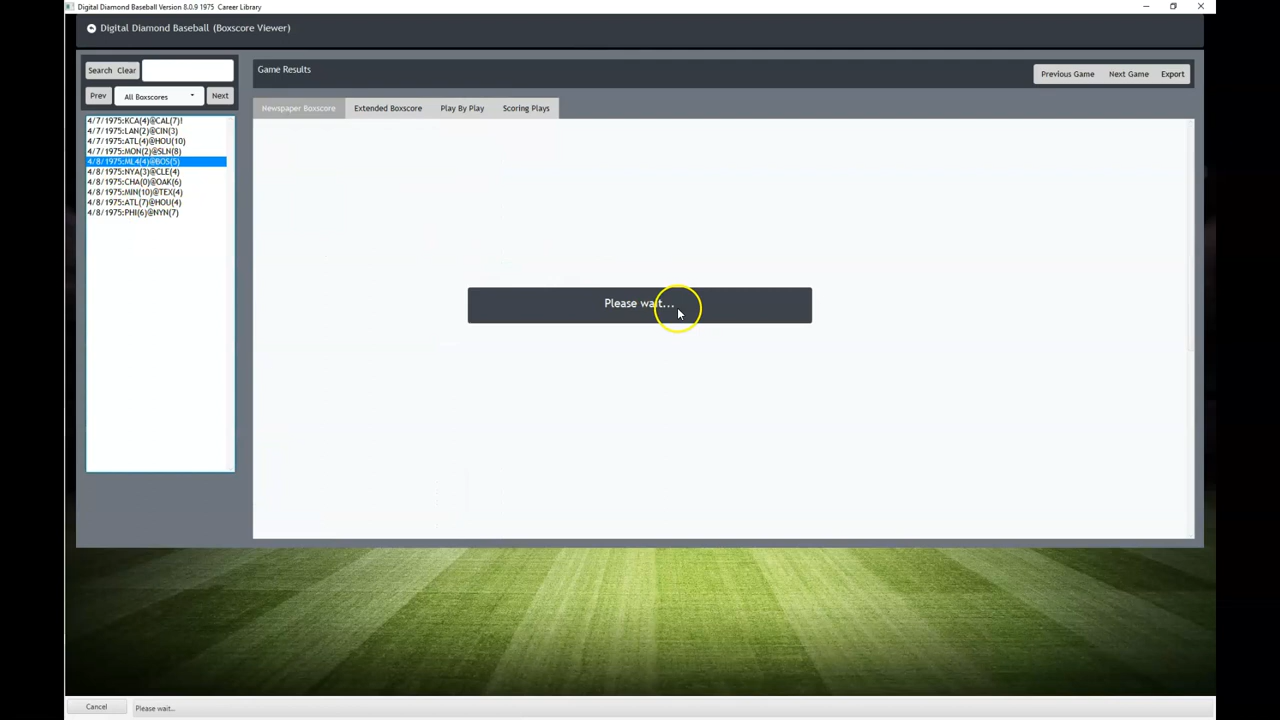 Digital Diamond Baseball Version 8.0.9 1975 Career Library
Digital Diamond Baseball (Boxscore Viewer)
Search Clear
Prev All Boxscores Next
4/7/1975:KCA(4)@CAL(7)!
4/7/1975:LAN(2)@CIN(3)
4/7/1975:ATL(4)@HOU(10)
4/7/1975:MON(2)@SLN(8)
4/8/1975:ML4(4)@BOS(5)
4/8/1975:NYA(3)@CLE(4)
4/8/1975:CHA(0)@OAK(6)
4/8/1975:MIN(10)@TEX(4)
4/8/1975:ATL(7)@HOU(4)
4/8/1975:PHI(6)@NYN(7)
Game Results
Previous Game Next Game Export
Newspaper Boxscore Extended Boxscore Play By Play Scoring Plays
Please wait...
Cancel Please wait...